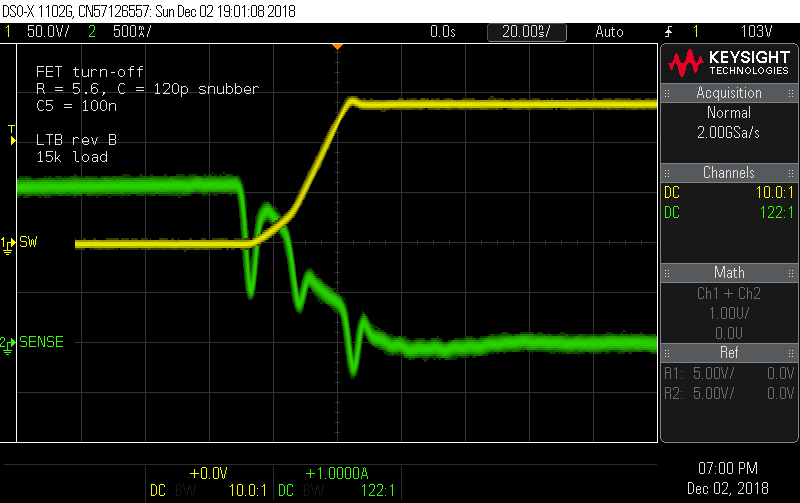 DSO-X 1102G, CN57126557: Sun Dec 02 19:01:08 2018
1 50.0V/ 2 500%/ 0.0s 20.00%/ Auto 1 103V
FET turn-off
R = 5.6, C = 120p snubber
C5 = 100n
LTB rev B
15k load
T
1 SW
2 SENSE
KEYSIGHT
TECHNOLOGIES
Acquisition
Normal
2.00GSa/s
Channels
DC 10.0:1
DC 122:1
Math
Ch1 + Ch2
1.00V/
0.0V
Ref
R1: 5.00V/ 0.0V
R2: 5.00V/ 0.0V
+0.0V
DC BW 10.0:1
+1.0000A
DC BW 122:1
07:00 PM
Dec 02, 2018